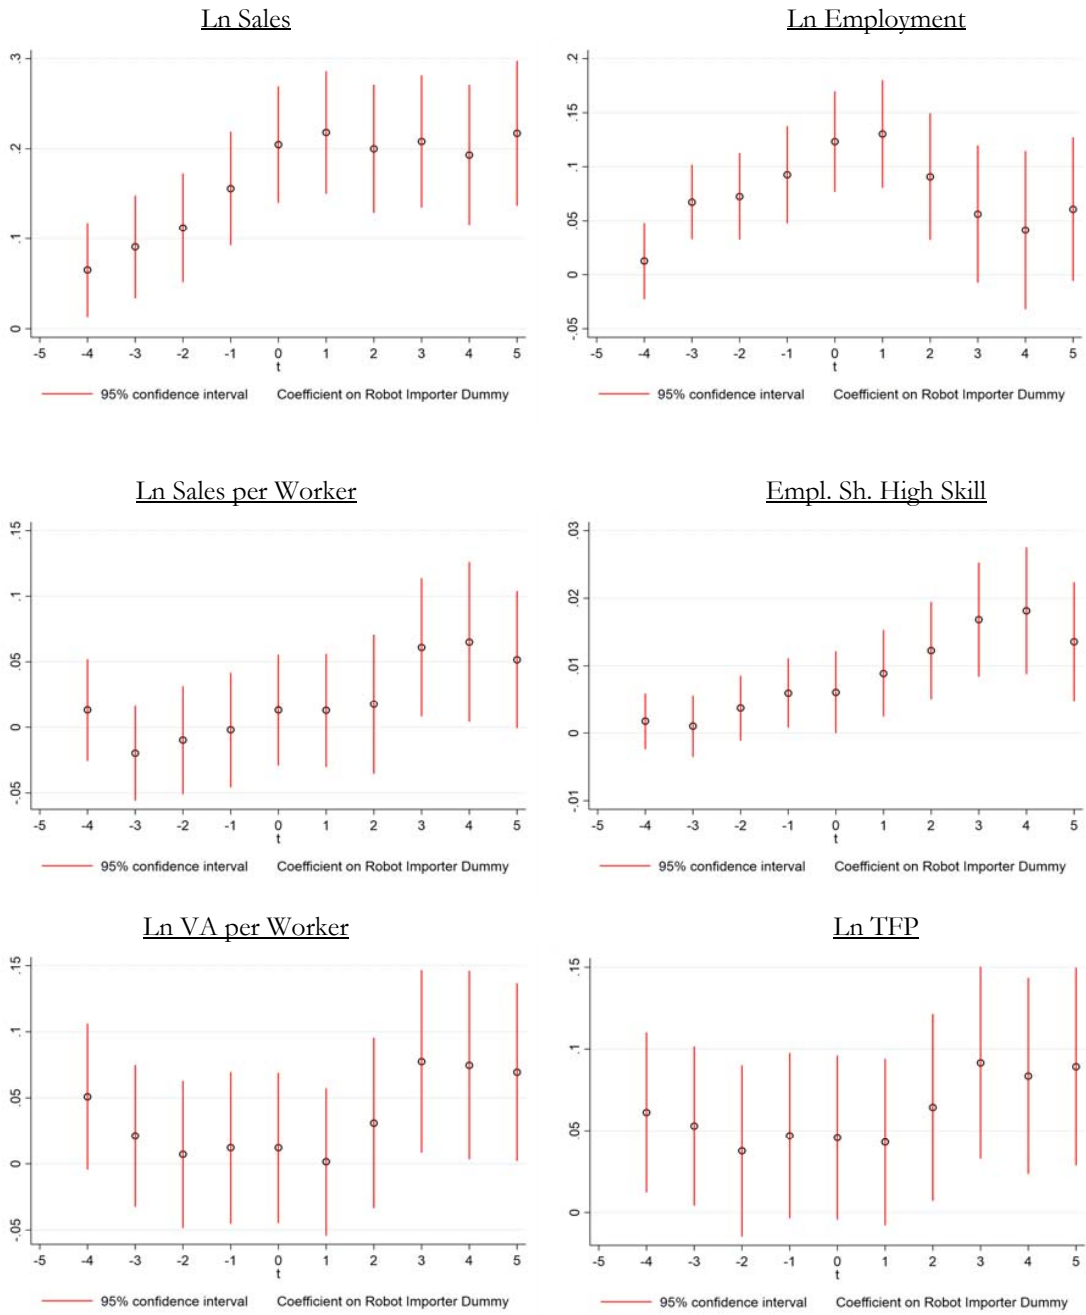 Ln Sales
.3
.2
.1
0
-5 -4 -3 -2 -1 0 1 2 3 4 5
t
95% confidence interval Coefficient on Robot Importer Dummy
Ln Employment
.2
.15
.1
.05
0
-.05
-5 -4 -3 -2 -1 0 1 2 3 4 5
t
95% confidence interval Coefficient on Robot Importer Dummy
Ln Sales per Worker
.15
.1
.05
0
-.05
-5 -4 -3 -2 -1 0 1 2 3 4 5
t
95% confidence interval Coefficient on Robot Importer Dummy
Empl. Sh. High Skill
.03
.02
.01
0
-.01
-5 -4 -3 -2 -1 0 1 2 3 4 5
t
95% confidence interval Coefficient on Robot Importer Dummy
Ln VA per Worker
.15
.1
.05
0
-.05
-5 -4 -3 -2 -1 0 1 2 3 4 5
t
95% confidence interval Coefficient on Robot Importer Dummy
Ln TFP
.15
.1
.05
0
-5 -4 -3 -2 -1 0 1 2 3 4 5
t
95% confidence interval Coefficient on Robot Importer Dummy